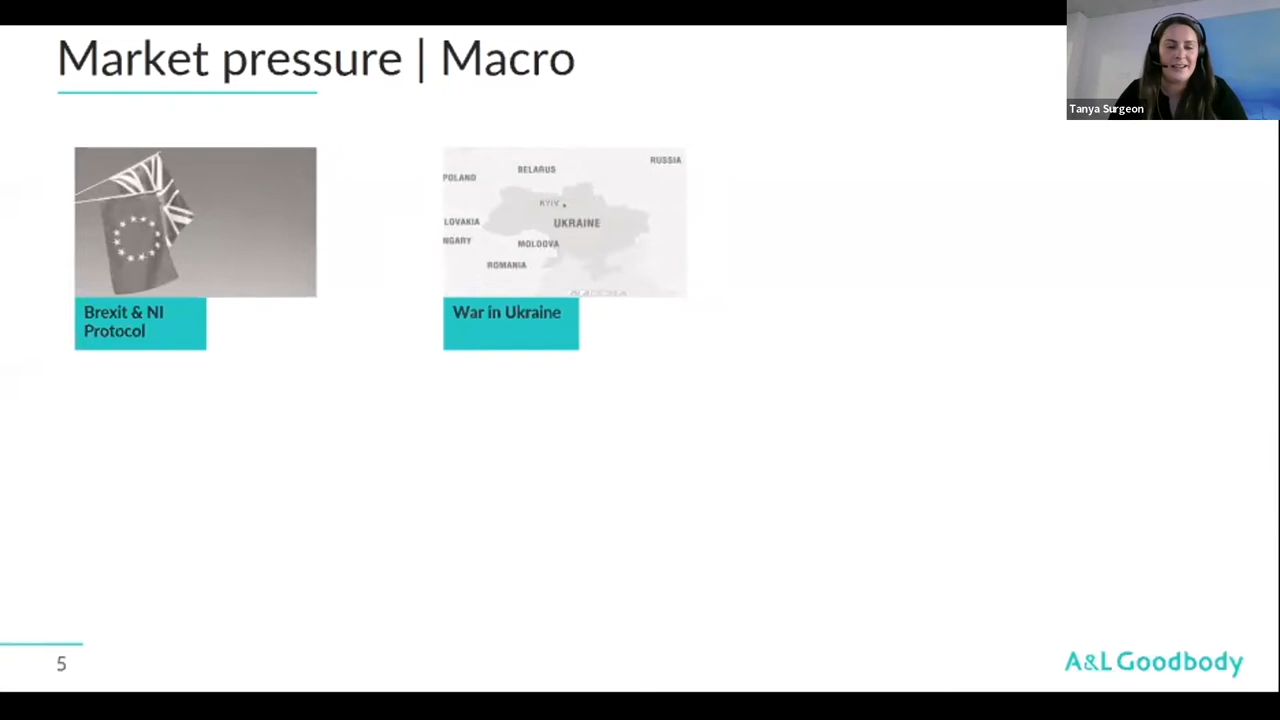 Market pressure | Macro
Tanya Surgeon
RUSSIA
BELARUS
POLAND
KYIV
LOVAKIA
UKRAINE
NGARY
MOLDOVA
ROMANIA
Brexit & NI
Protocol
War in Ukraine
5
A&L Goodbody